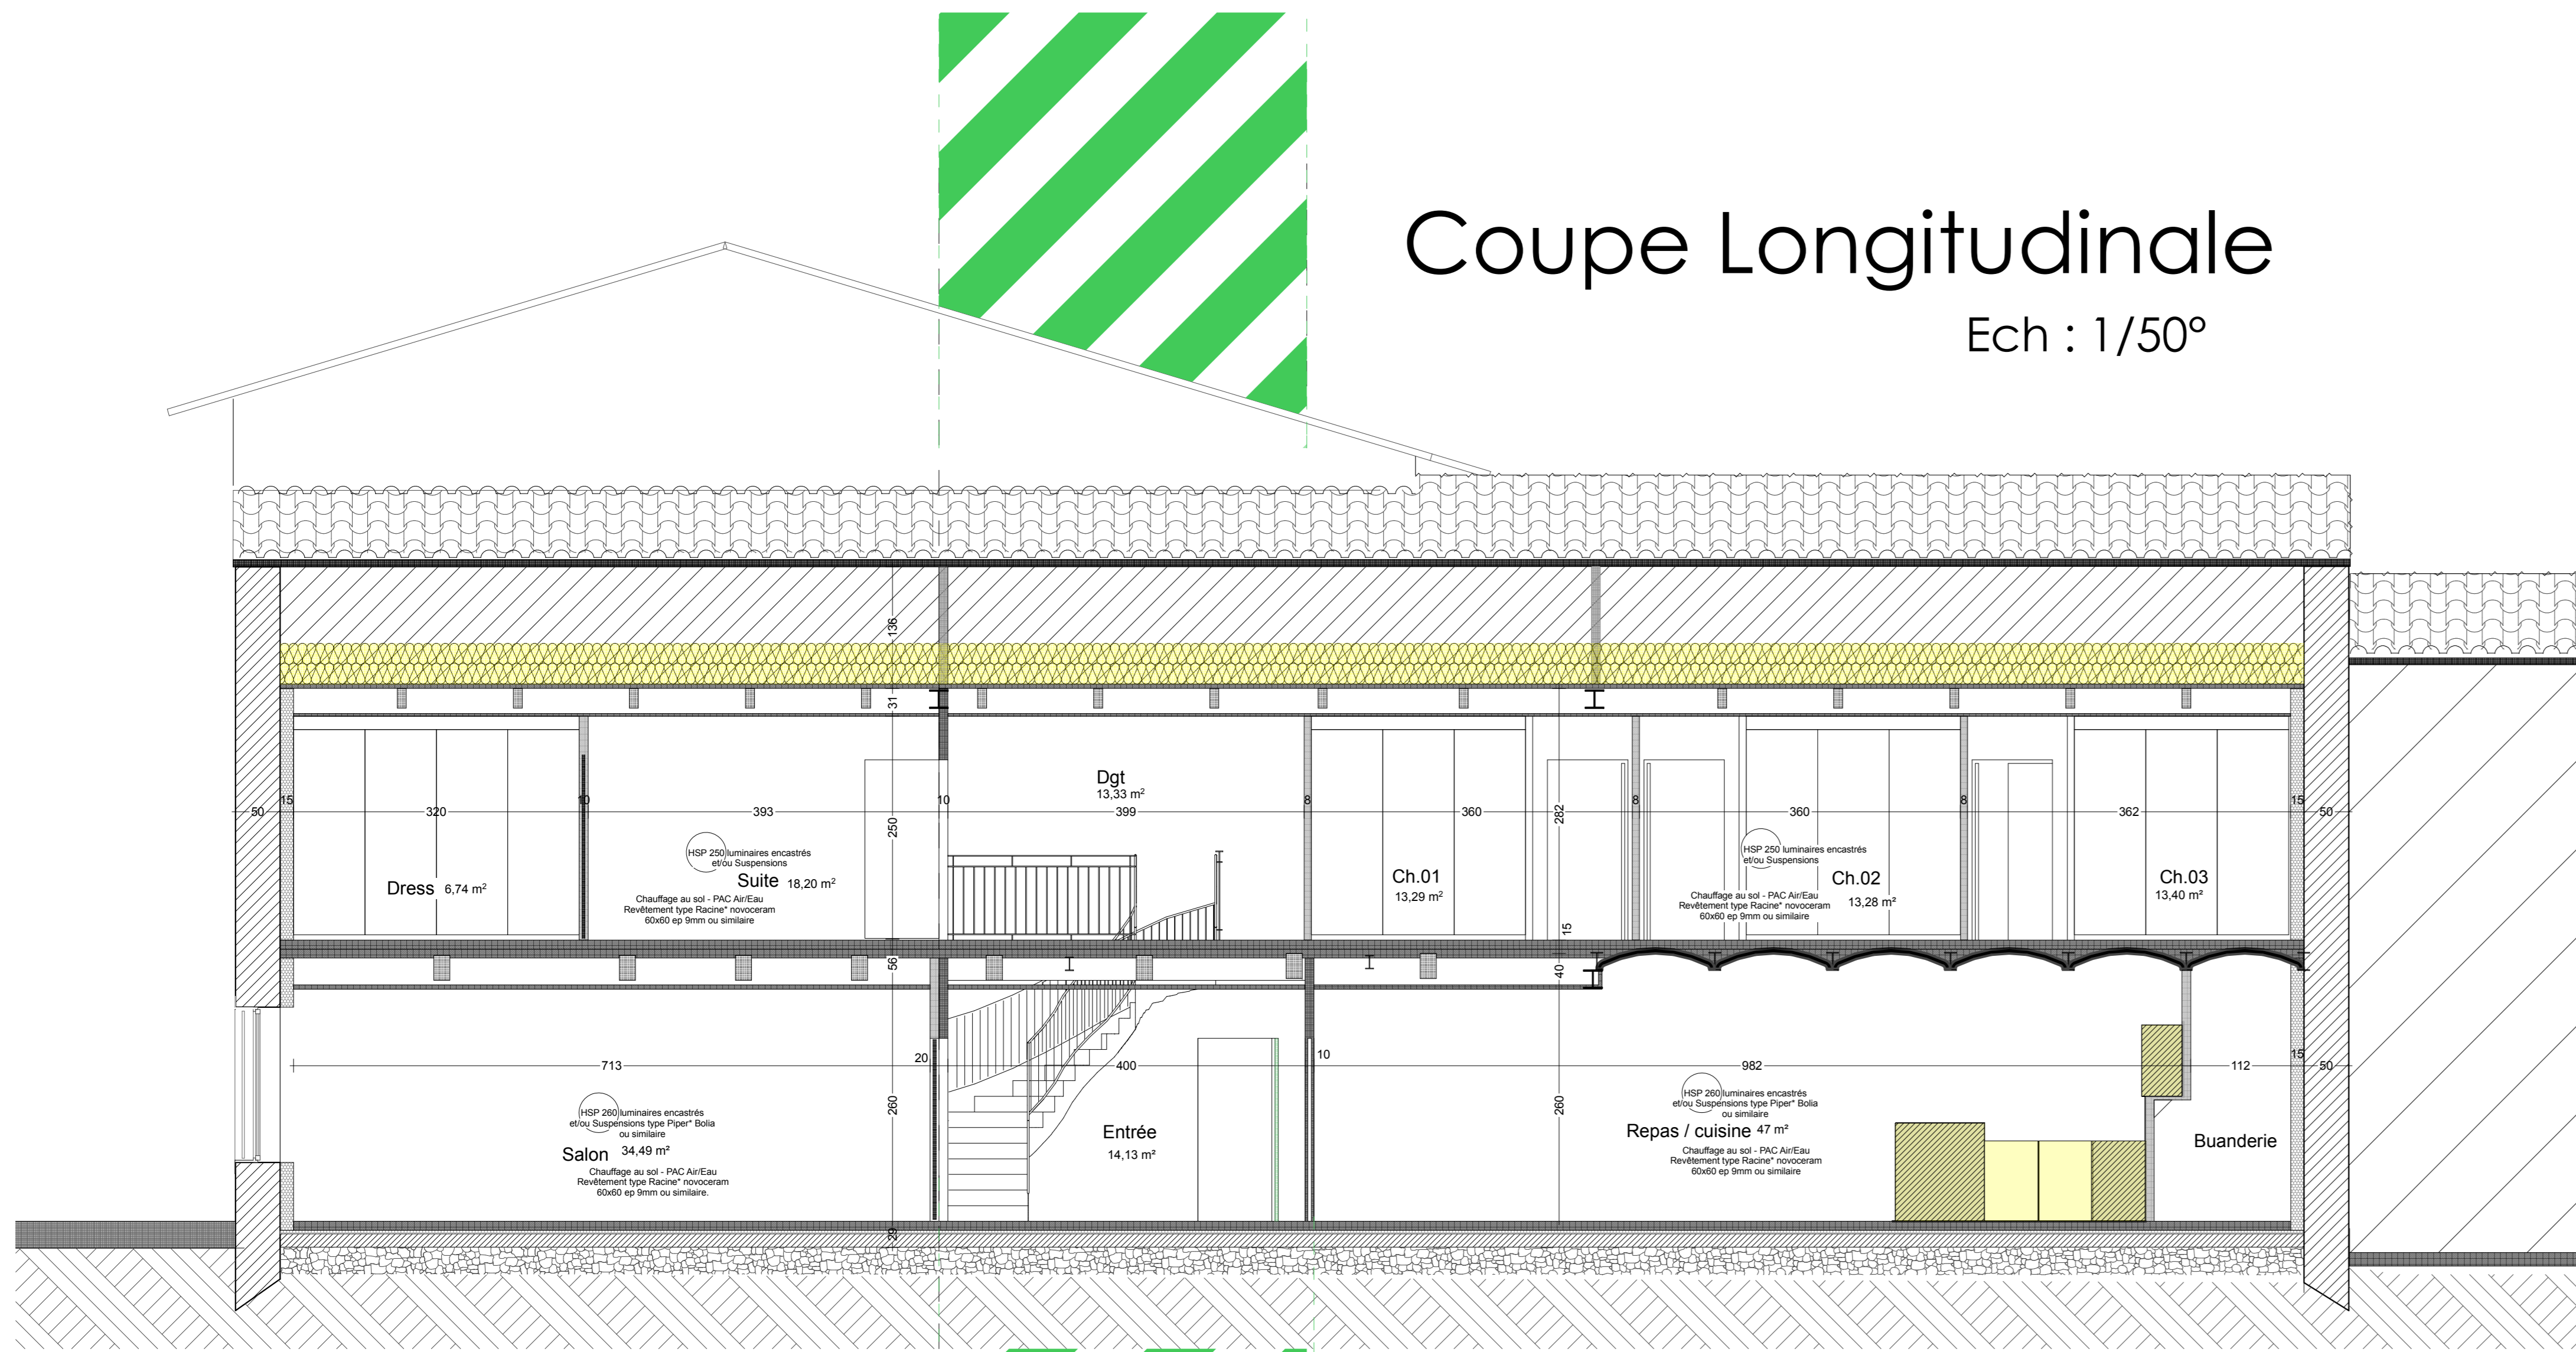 Coupe Longitudinale
Ech : 1/50°
136
31
Dgt
13,33 m²
50
15
320
10
393
10
399
8
360
282
8
360
8
362
15
50
250
HSP 250 luminaires encastrés
et/ou Suspensions
Suite 18,20 m²
Chauffage au sol - PAC Air/Eau
Revêtement type Racine* novoceram
60x60 ep 9mm ou similaire
Dress 6,74 m²
Ch.01
13,29 m²
HSP 250 luminaires encastrés
et/ou Suspensions
Ch.02
13,28 m²
Chauffage au sol - PAC Air/Eau
Revêtement type Racine* novoceram
60x60 ep 9mm ou similaire
Ch.03
13,40 m²
15
56
40
713
20
400
10
982
112
15
50
260
260
HSP 260 luminaires encastrés
et/ou Suspensions type Piper* Bolia
ou similaire
Salon 34,49 m²
Chauffage au sol - PAC Air/Eau
Revêtement type Racine* novoceram
60x60 ep 9mm ou similaire.
Entrée
14,13 m²
HSP 260 luminaires encastrés
et/ou Suspensions type Piper* Bolia
ou similaire
Repas / cuisine 47 m²
Chauffage au sol - PAC Air/Eau
Revêtement type Racine* novoceram
60x60 ep 9mm ou similaire
Buanderie
29